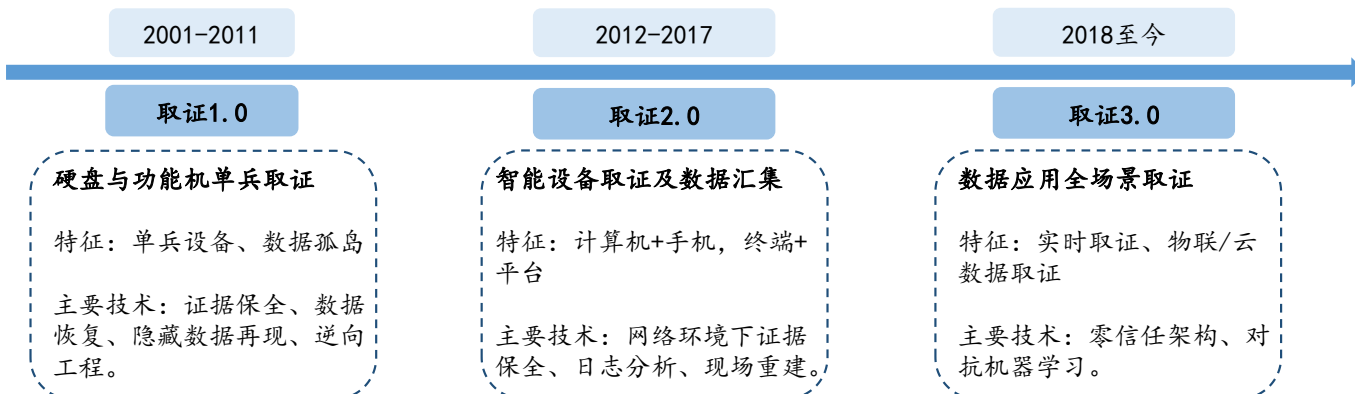 2001-2011
2012-2017
2018至今
取证1.0
取证2.0
取证3.0
硬盘与功能机单兵取证
特征：单兵设备、数据孤岛
主要技术：证据保全、数据
恢复、隐藏数据再现、逆向
工程。
智能设备取证及数据汇集
特征：计算机+手机，终端+
平台
主要技术：网络环境下证据
保全、日志分析、现场重建。
数据应用全场景取证
特征：实时取证、物联/云
数据取证
主要技术：零信任架构、对
抗机器学习。